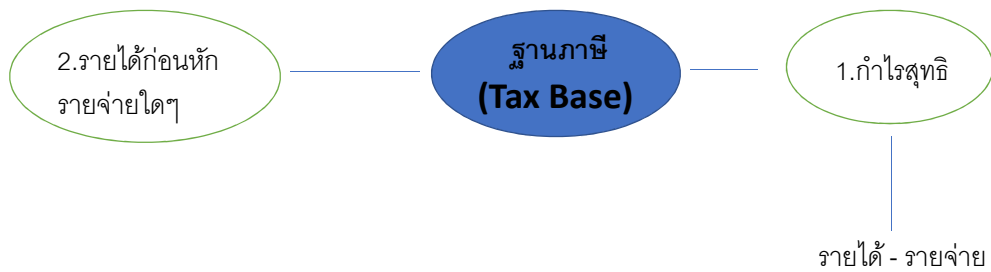 ฐานภาษี
(Tax Base)
1.กำไรสุทธิ
2.รายได้ก่อนหัก
รายจ่ายใดๆ
รายได้ - รายจ่าย